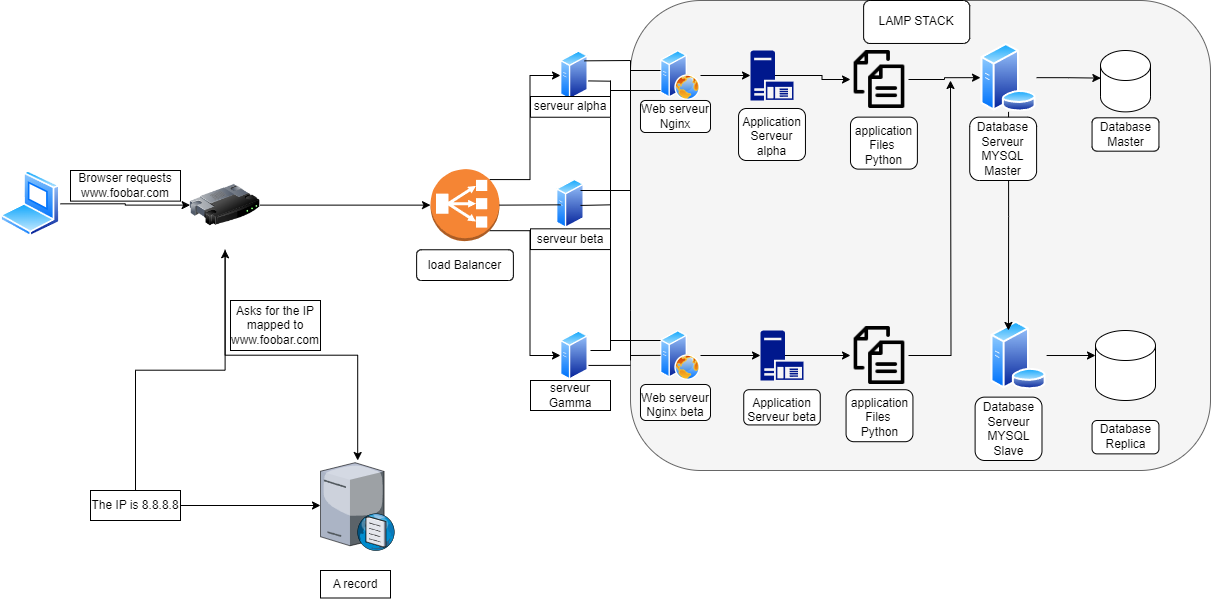 LAMP STACK
Browser requests
www.foobar.com
load Balancer
serveur alpha
serveur beta
serveur
Gamma
Web serveur
Nginx
Application
Serveur
alpha
application
Files
Python
Database
Serveur
MYSQL
Master
Database
Master
Asks for the IP
mapped to
www.foobar.com
Web serveur
Nginx beta
Application
Serveur beta
application
Files
Python
Database
Serveur
MYSQL
Slave
Database
Replica
The IP is 8.8.8.8
A record